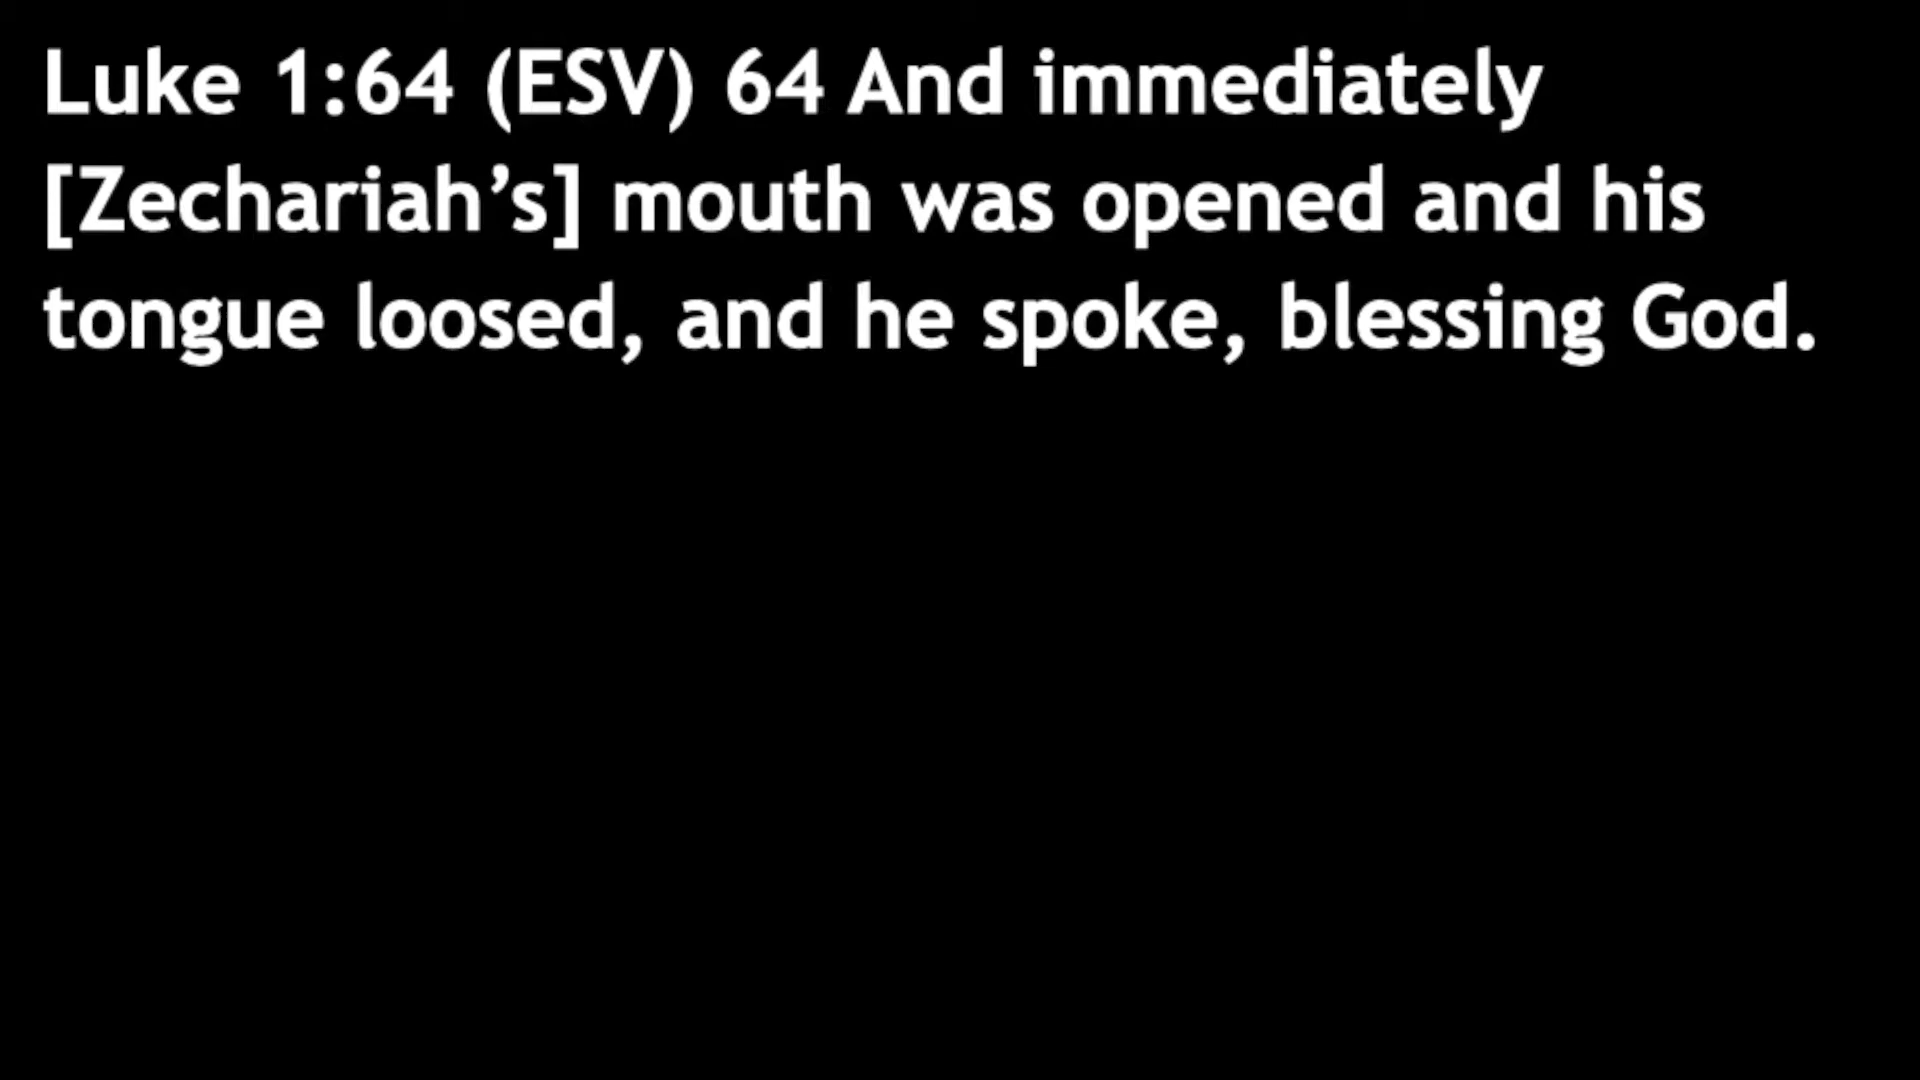 Luke 1:64 (ESV) 64 And immediately
[Zechariah’s] mouth was opened and his
tongue loosed, and he spoke, blessing God.